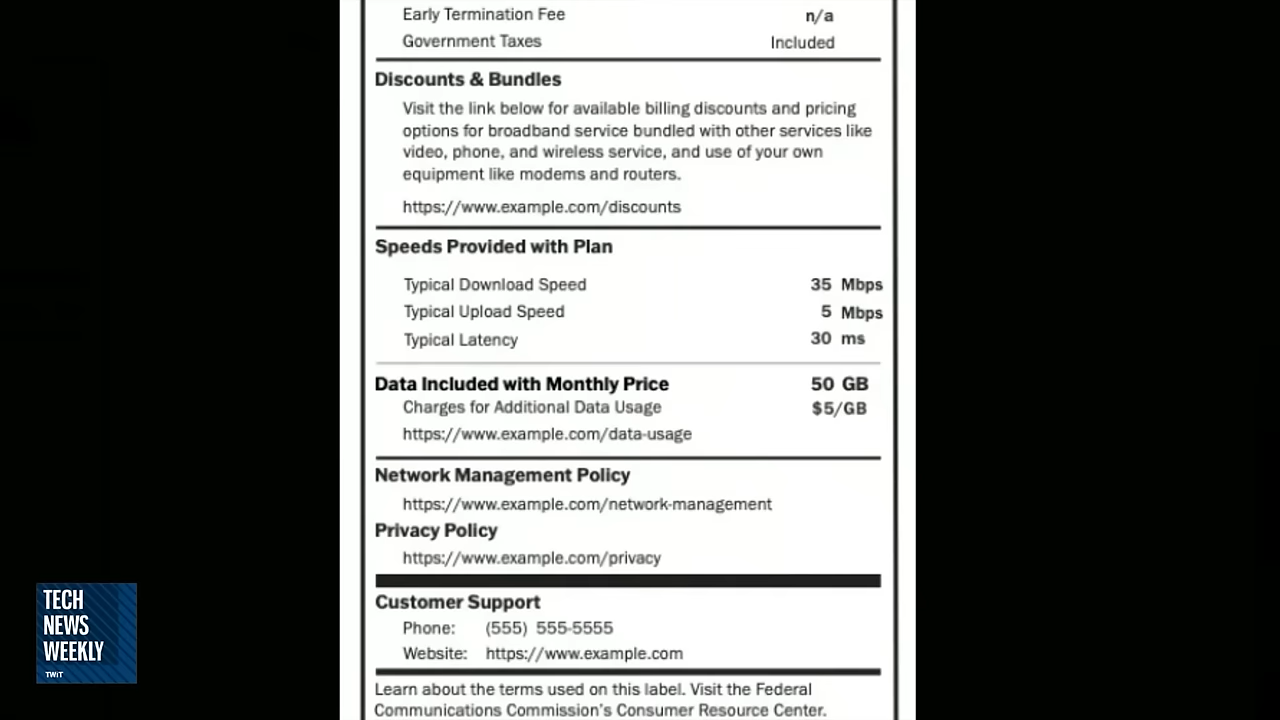 Early Termination Fee n/a
Government Taxes Included
Discounts & Bundles
Visit the link below for available billing discounts and pricing
options for broadband service bundled with other services like
video, phone, and wireless service, and use of your own
equipment like modems and routers.
https://www.example.com/discounts
Speeds Provided with Plan
Typical Download Speed 35 Mbps
Typical Upload Speed 5 Mbps
Typical Latency 30 ms
Data Included with Monthly Price 50 GB
Charges for Additional Data Usage $5/GB
https://www.example.com/data-usage
Network Management Policy
https://www.example.com/network-management
Privacy Policy
https://www.example.com/privacy
Customer Support
Phone: (555) 555-5555
Website: https://www.example.com
Learn about the terms used on this label. Visit the Federal
Communications Commission's Consumer Resource Center.
TECH
NEWS
WEEKLY
TWiT